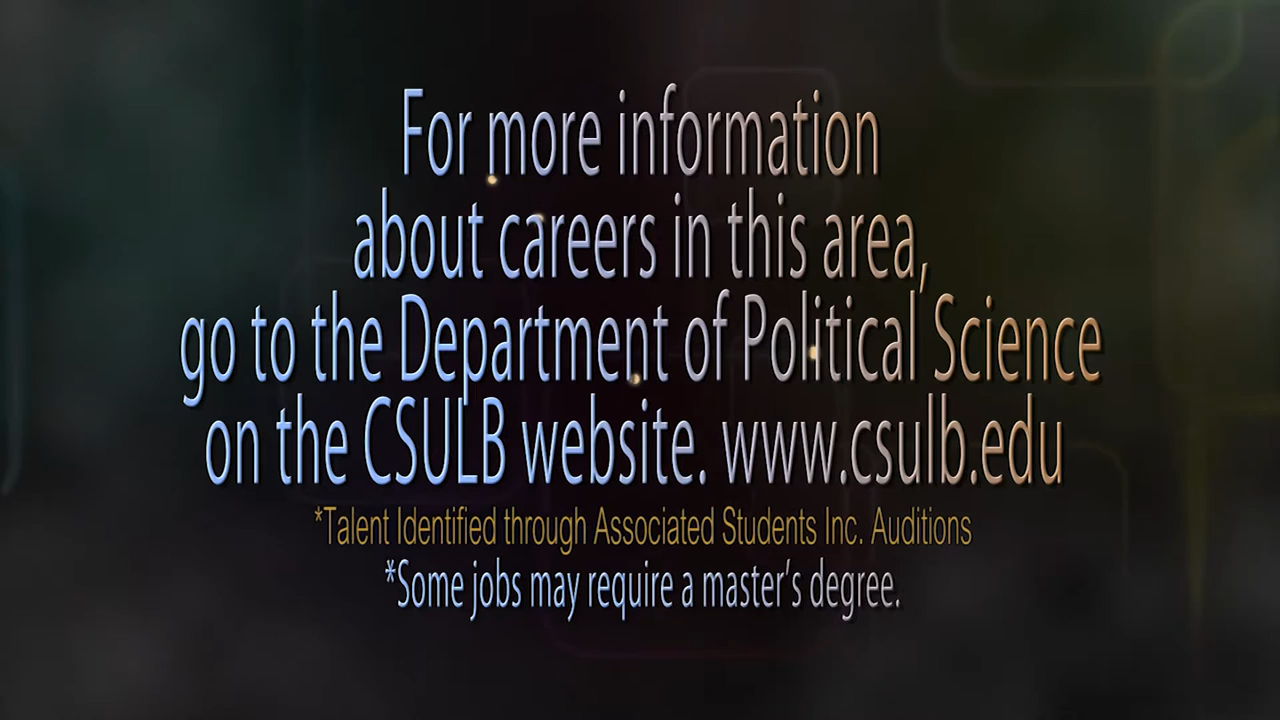 For more information
about careers in this area,
go to the Department of Political Science
on the CSULB website. www.csulb.edu
*Talent Identified through Associated Students Inc. Auditions
*Some jobs may require a master's degree.